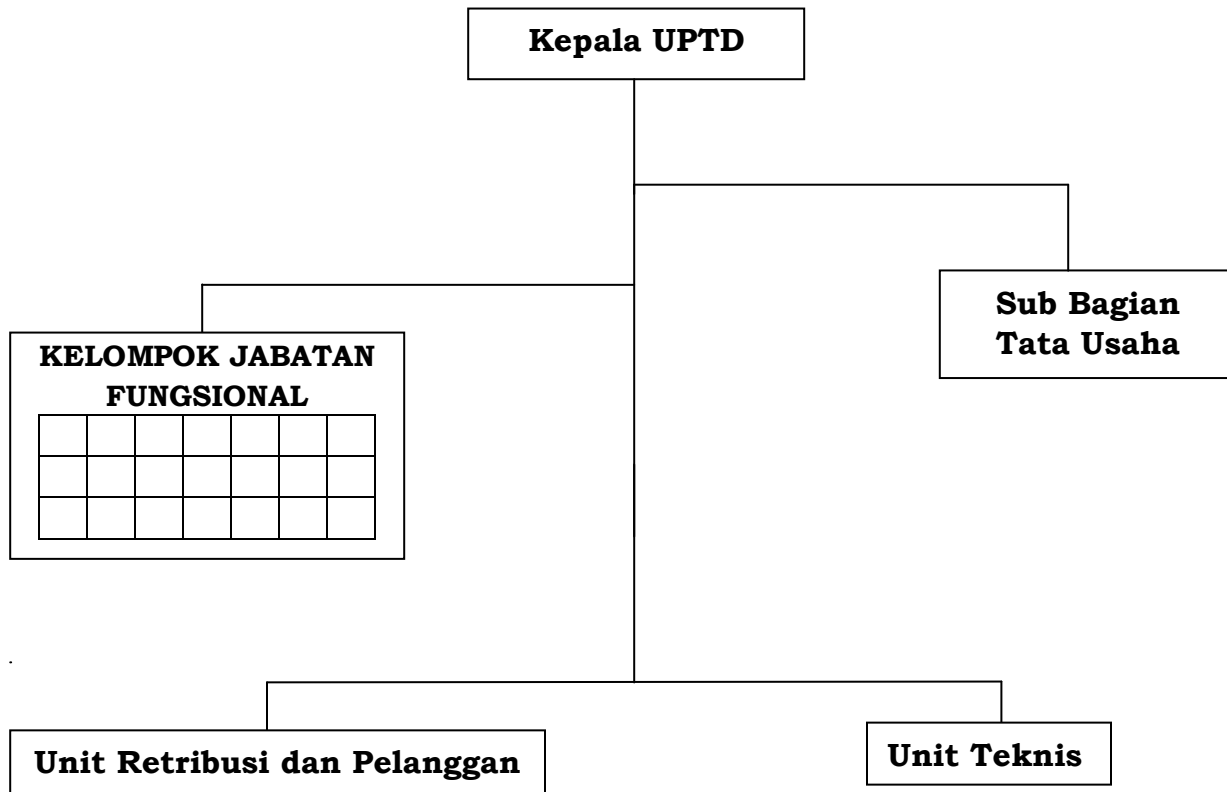 Kepala UPTD
Sub Bagian
Tata Usaha
KELOMPOK JABATAN
FUNGSIONAL
Unit Retribusi dan Pelanggan
Unit Teknis